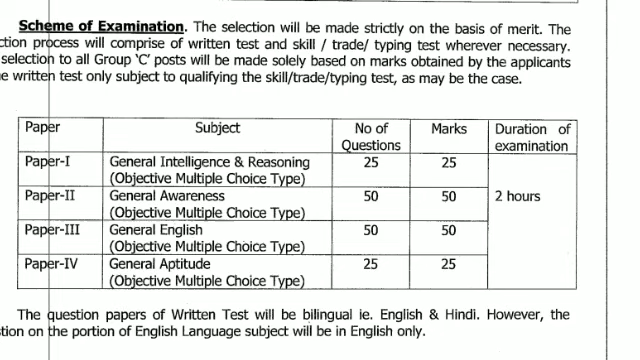 Scheme of Examination. The selection will be made strictly on the basis of merit. The
ction process will comprise of written test and skill / trade/ typing test wherever necessary.
selection to all Group 'C' posts will be made solely based on marks obtained by the applicants
e written test only subject to qualifying the skill/trade/typing test, as may be the case.
Paper Subject No of Questions Marks Duration of examination
Paper-I General Intelligence & Reasoning 25 25
(Objective Multiple Choice Type)
Paper-II General Awareness 50 50 2 hours
(Objective Multiple Choice Type)
Paper-III General English 50 50
(Objective Multiple Choice Type)
Paper-IV General Aptitude 25 25
(Objective Multiple Choice Type)
The question papers of Written Test will be bilingual ie. English & Hindi. However, the
tion on the portion of English Language subject will be in English only.